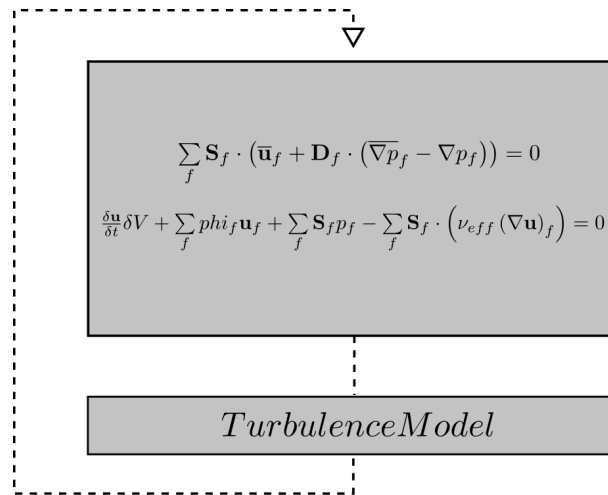 ∑_f 𝐒_f · (𝐮̅_f + 𝐃_f · (∇p̅_f − ∇p_f)) = 0
δ𝐮/δt δV + ∑_f phi_f 𝐮_f + ∑_f 𝐒_f p_f − ∑_f 𝐒_f · (ν_eff (∇𝐮)_f) = 0
TurbulenceModel